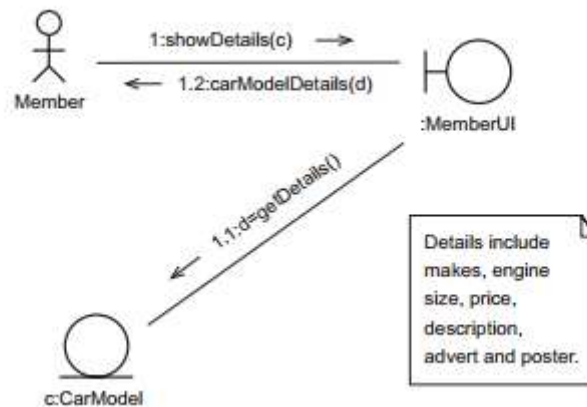 1:showDetails(c)
1.2:carModelDetails(d)
Member
:MemberUI
1.1:d=getDetails()
Details include
makes, engine
size, price,
description,
advert and poster.
c:CarModel